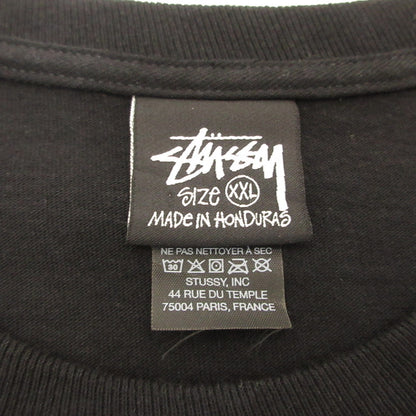 STÜSSY
SIZE XXL
MADE IN HONDURAS
NE PAS NETTOYER À SEC
30
STUSSY, INC
44 RUE DU TEMPLE
75004 PARIS, FRANCE